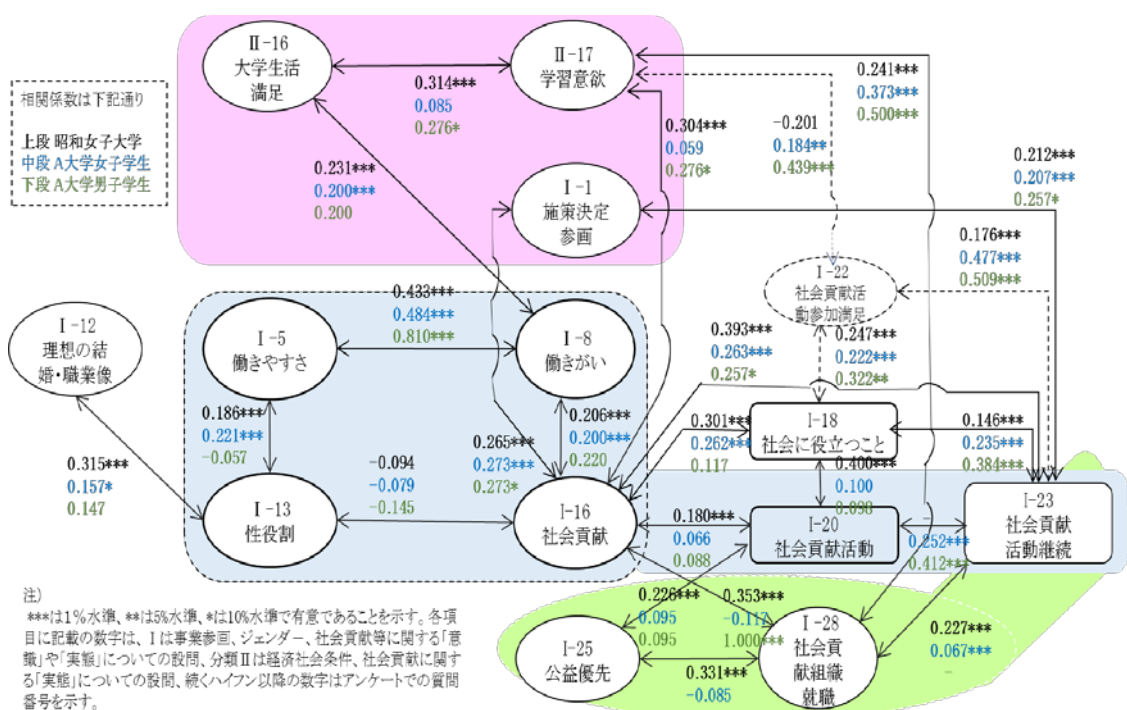 Ⅱ-16
大学生活
満足
Ⅱ-17
学習意欲
相関係数は下記通り
上段 昭和女子大学
中段 A大学女子学生
下段 A大学男子学生
0.314***
0.085
0.276*
0.241***
0.373***
0.500***
0.304***
0.059
0.276*
-0.201
0.184**
0.439***
0.231***
0.200***
0.200
Ⅰ-1
施策決定
参画
0.212***
0.207***
0.257*
0.176***
0.477***
0.509***
Ⅰ-22
社会貢献活
動参加満足
Ⅰ-12
理想の結
婚・職業像
Ⅰ-5
働きやすさ
0.433***
0.484***
0.810***
Ⅰ-8
働きがい
0.393***
0.263***
0.257*
0.247***
0.222***
0.322**
0.186***
0.221***
-0.057
0.265***
0.273***
0.273*
0.206***
0.200***
0.220
0.301***
0.262***
0.117
Ⅰ-18
社会に役立つこと
0.146***
0.235***
0.384***
0.315***
0.157*
0.147
Ⅰ-13
性役割
-0.094
-0.079
-0.145
Ⅰ-16
社会貢献
0.400***
0.100
0.098
0.180***
0.066
0.088
Ⅰ-20
社会貢献活動
-
0.252***
0.412***
Ⅰ-23
社会貢献
活動継続
0.226***
0.095
0.095
0.353***
-0.117
1.000***
Ⅰ-25
公益優先
0.331***
-0.085
Ⅰ-28
社会貢
献組織
就職
0.227***
0.067***
-
注)
***は1%水準、**は5%水準、*は10%水準で有意であることを示す。各項
目に記載の数字は、Ⅰは事業参画、ジェンダー、社会貢献等に関する「意
識」や「実態」についての設問、分類Ⅱは経済社会条件、社会貢献に関す
る「実態」についての設問、続くハイフン以降の数字はアンケートでの質問
番号を示す。